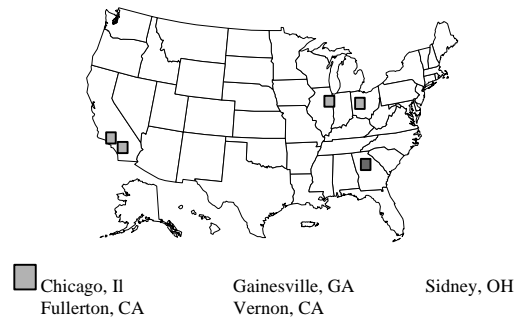 Chicago, Il Gainesville, GA Sidney, OH
Fullerton, CA Vernon, CA